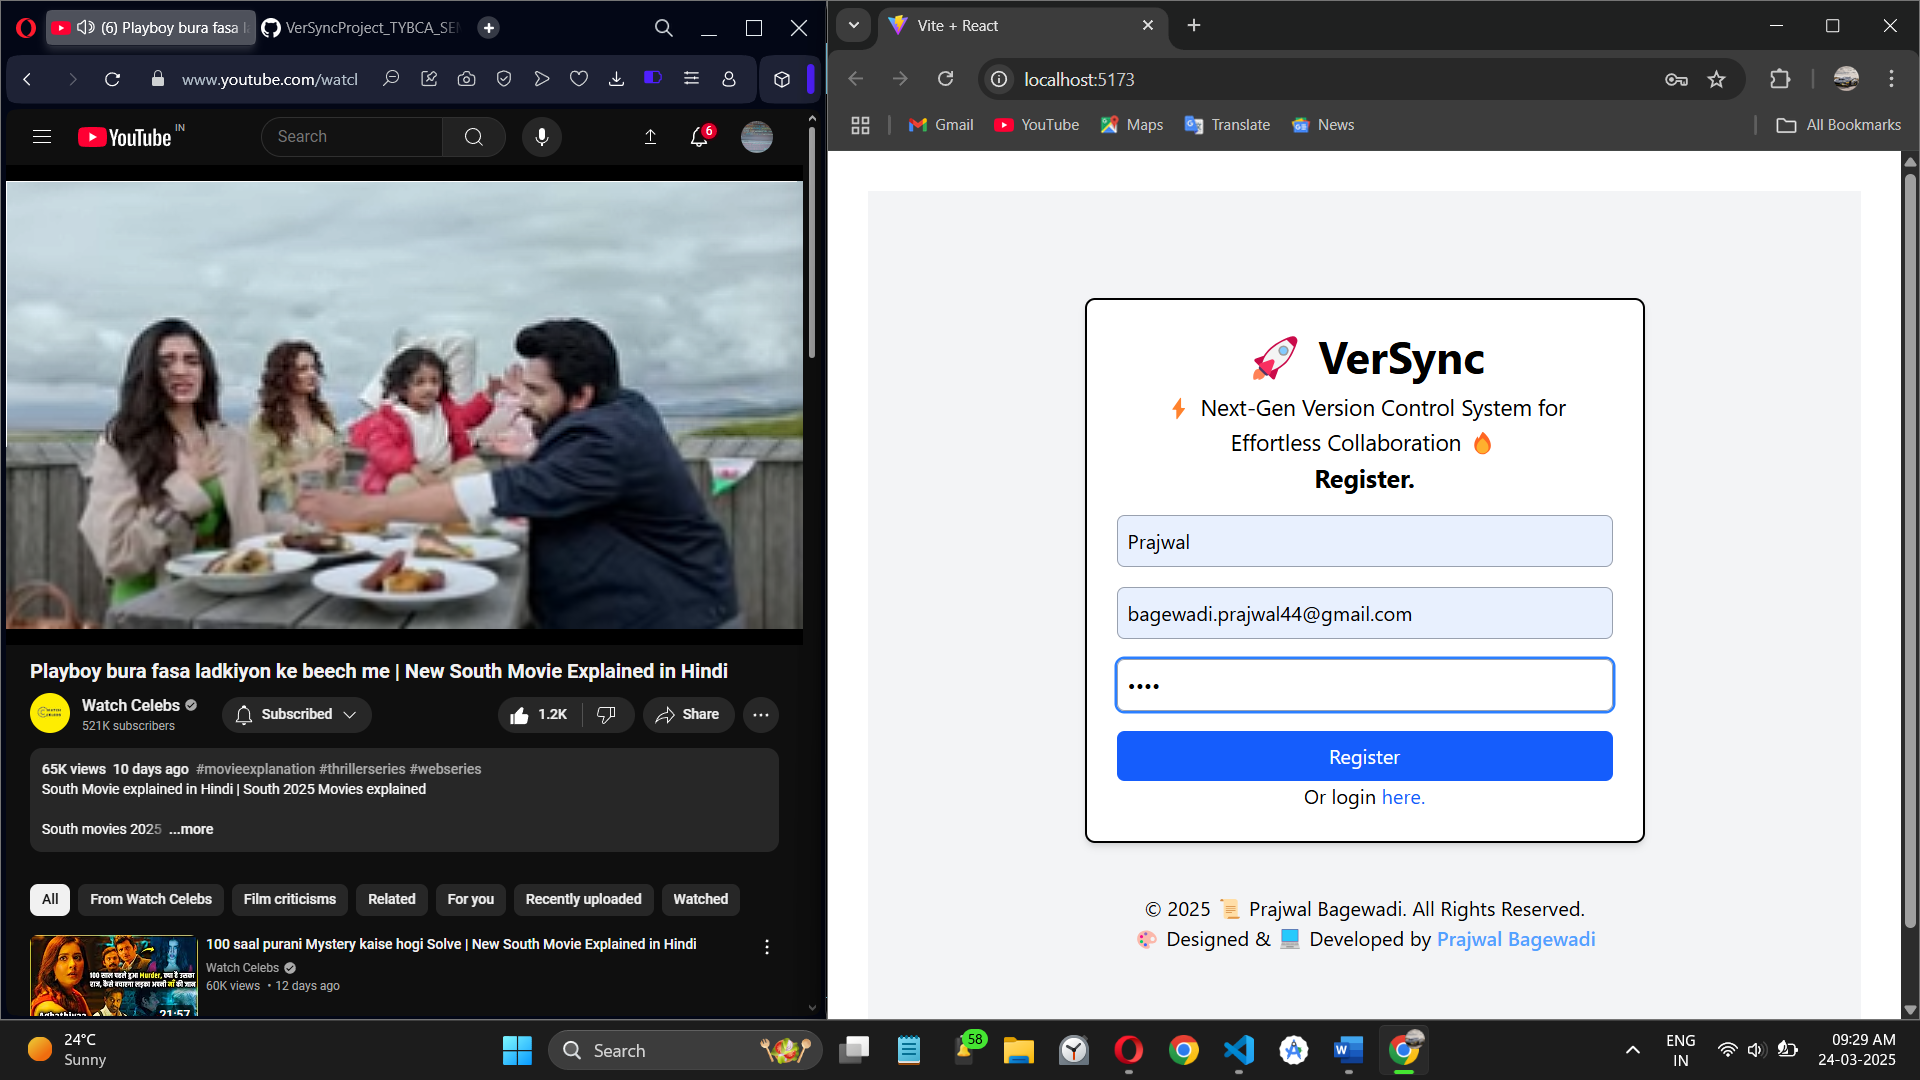 (6) Playboy bura fasa l
VerSyncProject_TYBCA_SEM
www.youtube.com/watcl
YouTube IN
Search
6
Playboy bura fasa ladkiyon ke beech me | New South Movie Explained in Hindi
Watch Celebs
521K subscribers
Subscribed
1.2K
Share
65K views 10 days ago #movieexplanation #thrillerseries #webseries
South Movie explained in Hindi | South 2025 Movies explained
South movies 2025 ...more
All
From Watch Celebs
Film criticisms
Related
For you
Recently uploaded
Watched
100 saal purani Mystery kaise hogi Solve | New South Movie Explained in Hindi
Watch Celebs
60K views • 12 days ago
21:57
Vite + React
localhost:5173
Gmail
YouTube
Maps
Translate
News
All Bookmarks
🚀 VerSync
⚡ Next-Gen Version Control System for
Effortless Collaboration 🔥
Register.
Prajwal
bagewadi.prajwal44@gmail.com
••••
Register
Or login here.
© 2025 📜 Prajwal Bagewadi. All Rights Reserved.
🎨 Designed & 💻 Developed by Prajwal Bagewadi
24°C
Sunny
Search
58
ENG
IN
09:29 AM
24-03-2025